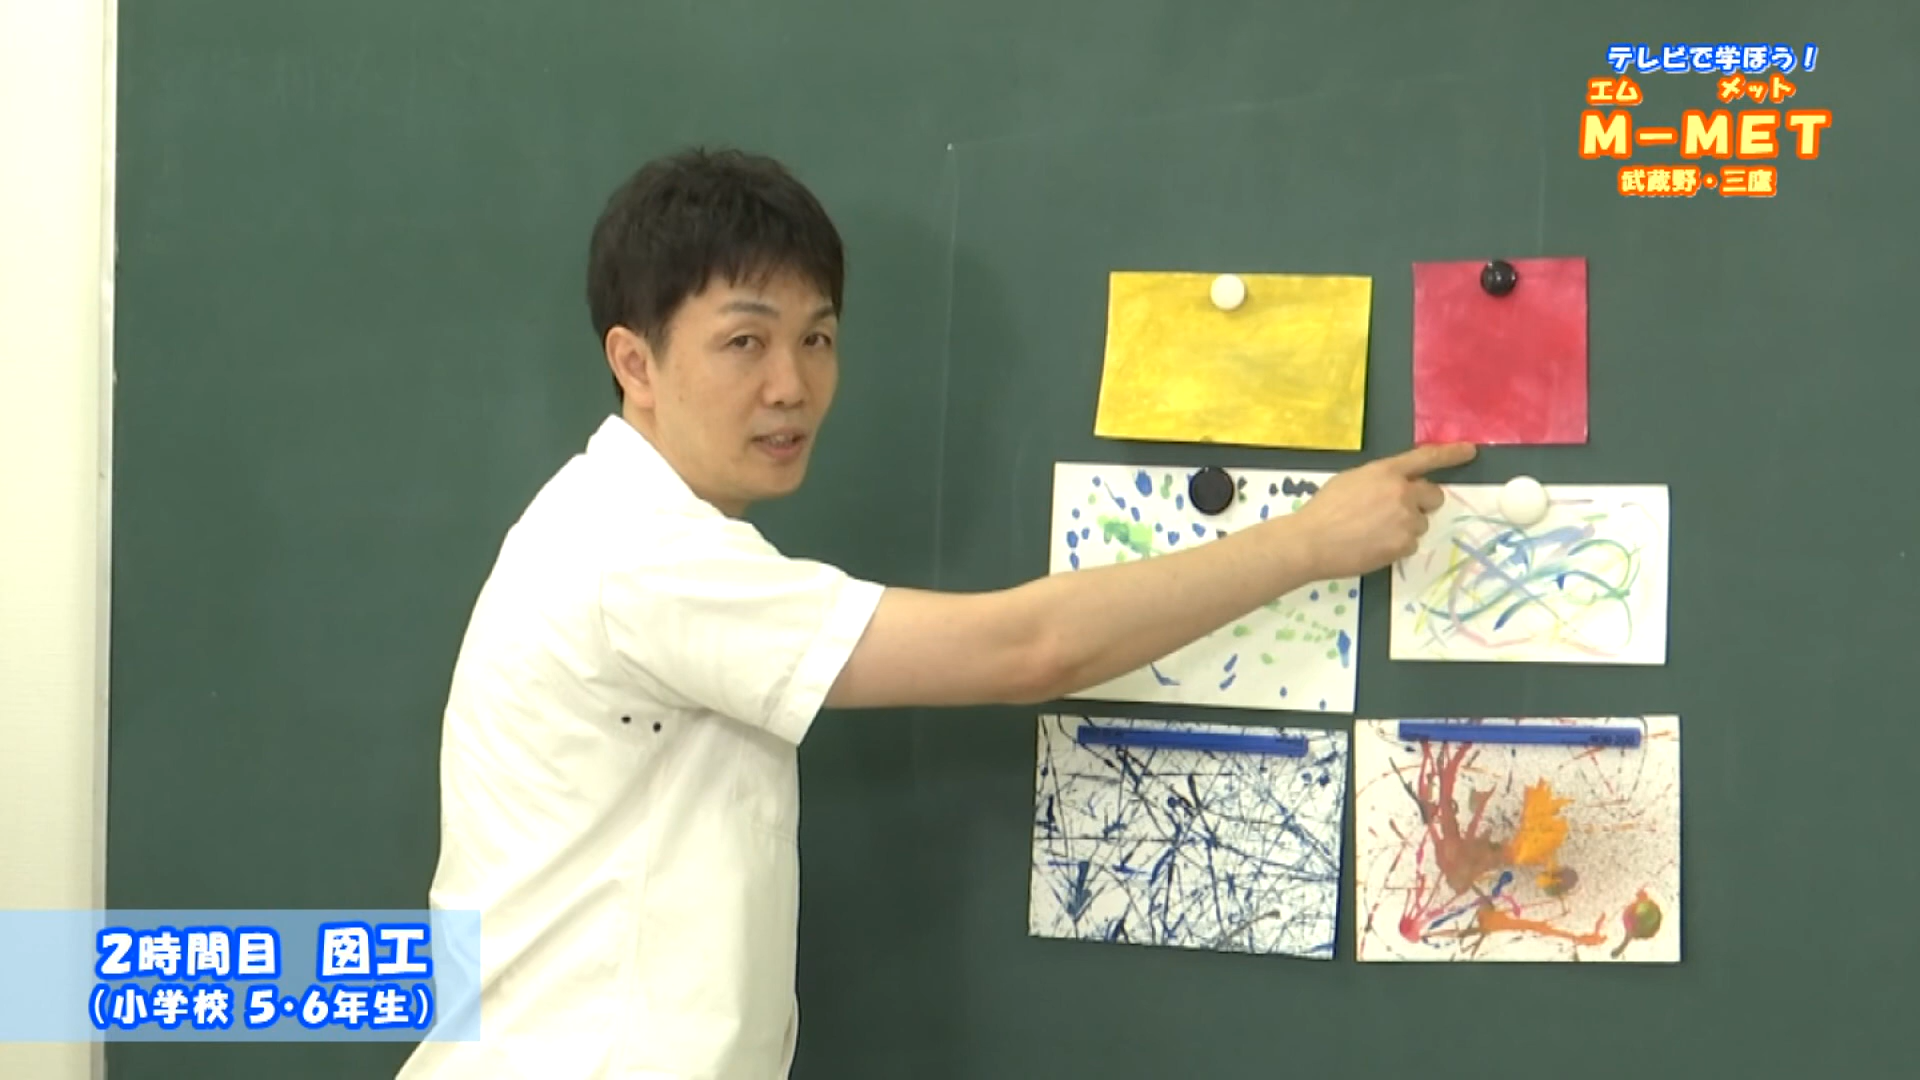 テレビで学ぼう!
エム メット
M-MET
武蔵野・三鷹
2時間目 図工
(小学校 5・6年生)